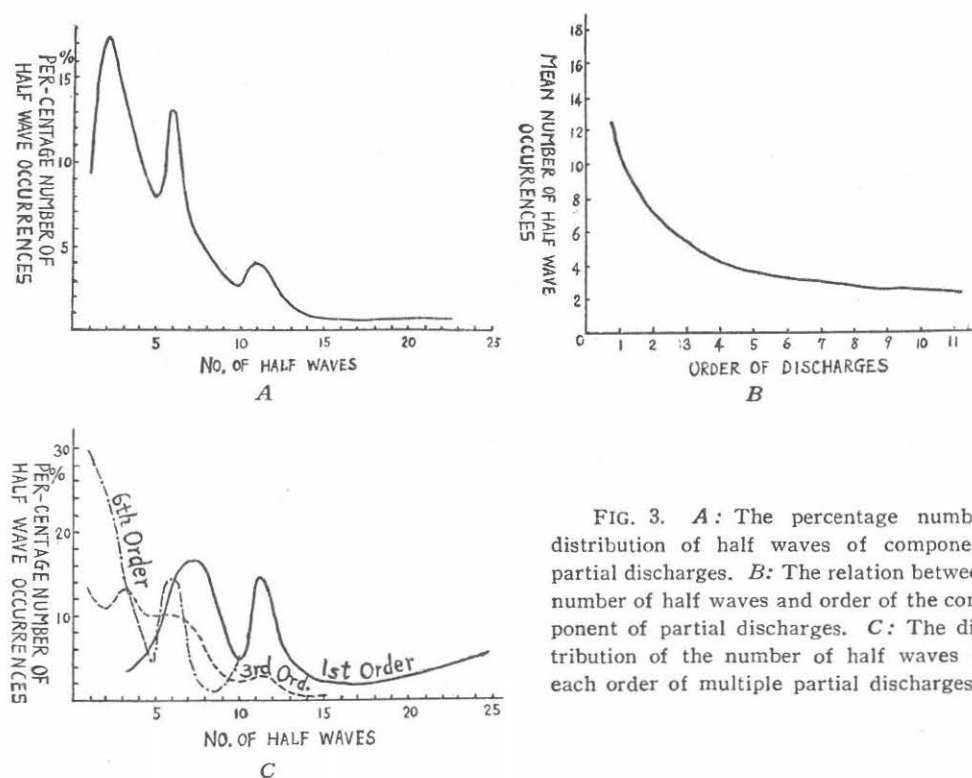 PER-CENTAGE NUMBER OF
HALF WAVE OCCURRENCES
%
15
10
5
5 10 15 20 25
NO. OF HALF WAVES
A
MEAN NUMBER OF HALF WAVE
OCCURRENCES
18
16
14
12
10
8
6
4
2
0 1 2 3 4 5 6 7 8 9 10 11
ORDER OF DISCHARGES
B
PER-CENTAGE NUMBER OF
HALF WAVE OCCURRENCES
30
%
20
10
6th Order
3rd Ord.
1st Order
5 10 15 20 25
NO. OF HALF WAVES
C
FIG. 3. A: The percentage numb
distribution of half waves of compone
partial discharges. B: The relation betwee
number of half waves and order of the con
ponent of partial discharges. C: The di
tribution of the number of half waves
each order of multiple partial discharges